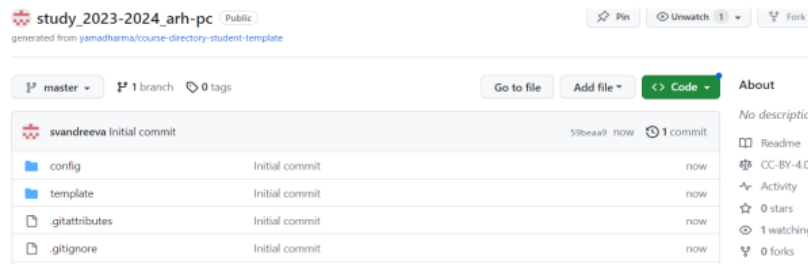 study_2023-2024_arh-pc Public Pin Unwatch 1 Fork
generated from yamadharma/course-directory-student-template
master 1 branch 0 tags Go to file Add file Code About
No descriptio
svandreeva Initial commit 59beaa9 now 1 commit
Readme
config Initial commit now
CC-BY-4.0
template Initial commit now
Activity
.gitattributes Initial commit now
0 stars
1 watching
.gitignore Initial commit now
0 forks